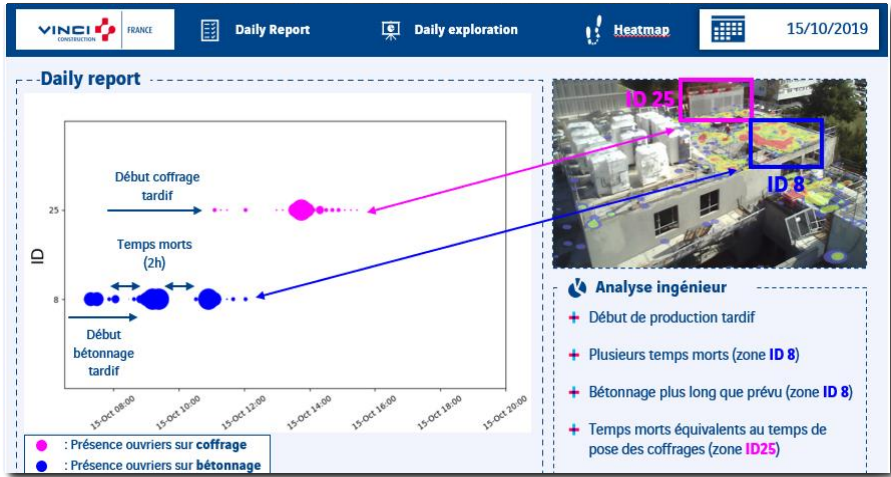 VINCI
CONSTRUCTION
FRANCE
Daily Report
Daily exploration
Heatmap
15/10/2019
Daily report
ID 25
ID 8
Début coffrage
tardif
25
ID
Temps morts
(2h)
8
Début
bétonnage
tardif
15-Oct 08:00
15-Oct 10:00
15-Oct 12:00
15-Oct 14:00
15-Oct 16:00
15-Oct 18:00
15-Oct 20:00
: Présence ouvriers sur coffrage
: Présence ouvriers sur bétonnage
Analyse ingénieur
Début de production tardif
Plusieurs temps morts (zone ID 8)
Bétonnage plus long que prévu (zone ID 8)
Temps morts équivalents au temps de
pose des coffrages (zone ID25)